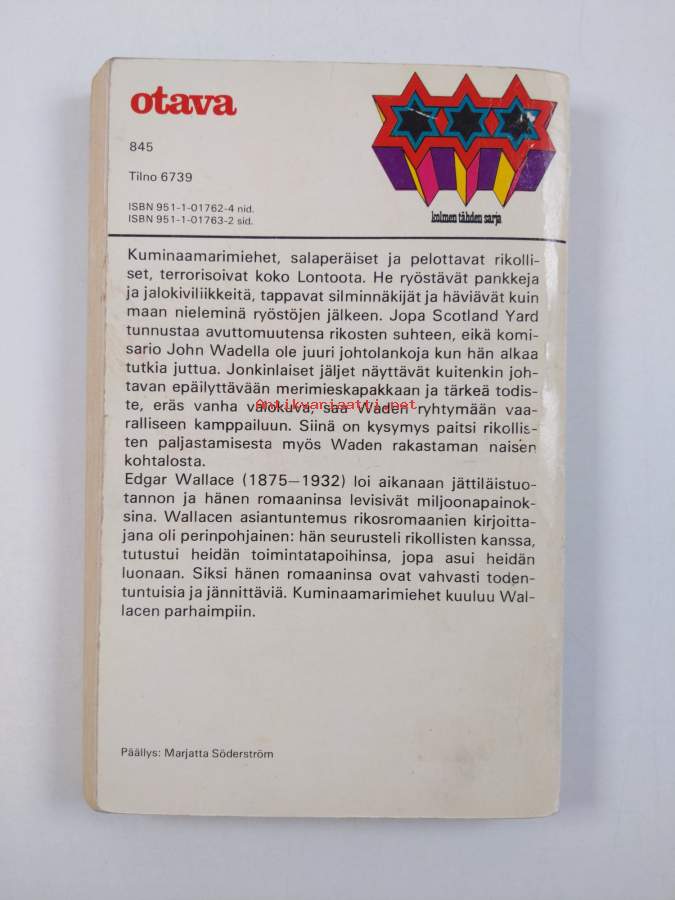 otava
845
Tilno 6739
ISBN 951-1-01762-4 nid.
ISBN 951-1-01763-2 sid.
kolmen tähden sarja
Kuminaamarimiehet, salaperäiset ja pelottavat rikolli-
set, terrorisoivat koko Lontoota. He ryöstävät pankkeja
ja jalokiviliikkeitä, tappavat silminnäkijät ja häviävät kuin
maan nieleminä ryöstöjen jälkeen. Jopa Scotland Yard
tunnustaa avuttomuutensa rikosten suhteen, eikä komi-
sario John Wadella ole juuri johtolankoja kun hän alkaa
tutkia juttua. Jonkinlaiset jäljet näyttävät kuitenkin joh-
tavan epäilyttävään merimieskapakkaan ja tärkeä todis-
te, eräs vanha valokuva, saa Waden ryhtymään vaa-
ralliseen kamppailuun. Siinä on kysymys paitsi rikollis-
ten paljastamisesta myös Waden rakastaman naisen
kohtalosta.
Edgar Wallace (1875—1932) loi aikanaan jättiläistuo-
tannon ja hänen romaaninsa levisivät miljoonapainok-
sina. Wallacen asiantuntemus rikosromaanien kirjoitta-
jana oli perinpohjainen: hän seurusteli rikollisten kanssa,
tutustui heidän toimintatapoihinsa, jopa asui heidän
luonaan. Siksi hänen romaaninsa ovat vahvasti toden-
tuntuisia ja jännittäviä. Kuminaamarimiehet kuuluu Wal-
lacen parhaimpiin.
Päällys: Marjatta Söderström
Antikvariaatti.net